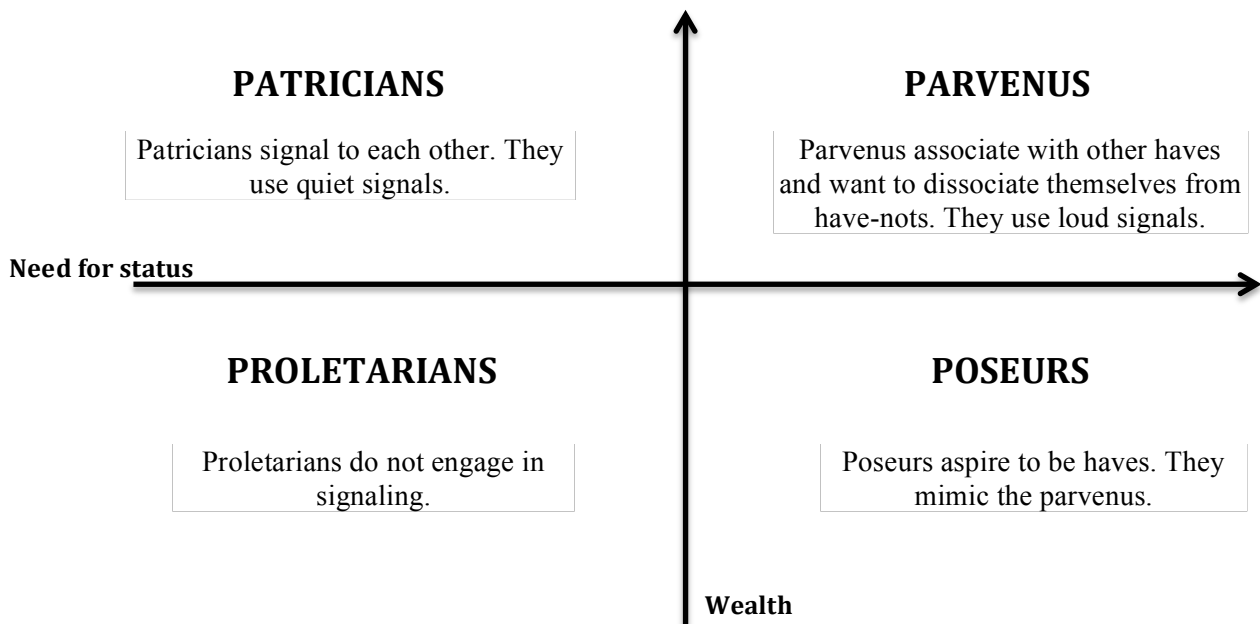 PATRICIANS
Patricians signal to each other. They
use quiet signals.
PARVENUS
Parvenus associate with other haves
and want to dissociate themselves from
have-nots. They use loud signals.
Need for status
PROLETARIANS
Proletarians do not engage in
signaling.
POSEURS
Poseurs aspire to be haves. They
mimic the parvenus.
Wealth